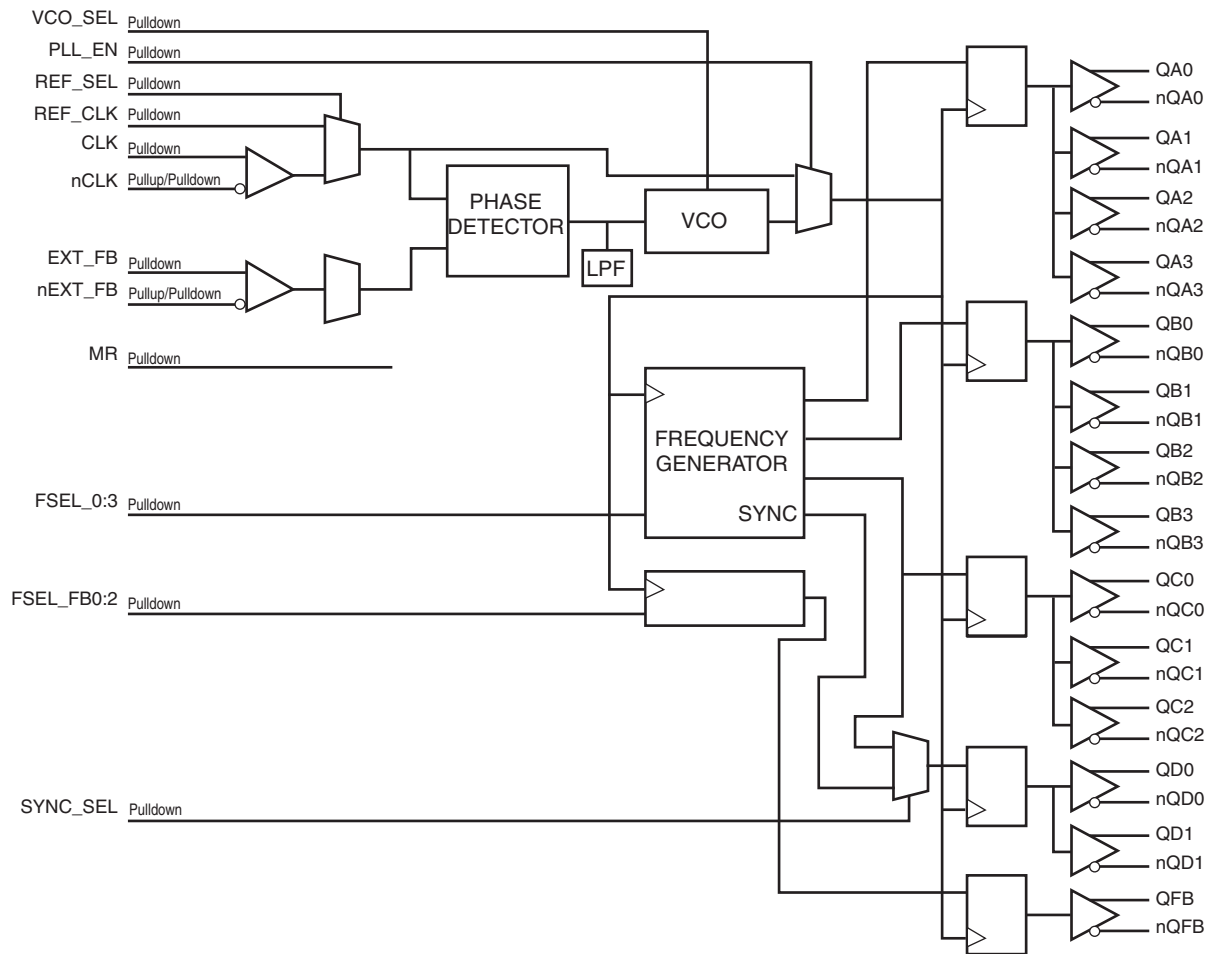 VCO_SEL Pulldown
PLL_EN Pulldown
REF_SEL Pulldown
REF_CLK Pulldown
CLK Pulldown
nCLK Pullup/Pulldown
EXT_FB Pulldown
nEXT_FB Pullup/Pulldown
MR Pulldown
FSEL_0:3 Pulldown
FSEL_FB0:2 Pulldown
SYNC_SEL Pulldown
PHASE
DETECTOR
LPF
VCO
FREQUENCY
GENERATOR
SYNC
QA0
nQA0
QA1
nQA1
QA2
nQA2
QA3
nQA3
QB0
nQB0
QB1
nQB1
QB2
nQB2
QB3
nQB3
QC0
nQC0
QC1
nQC1
QC2
nQC2
QD0
nQD0
QD1
nQD1
QFB
nQFB